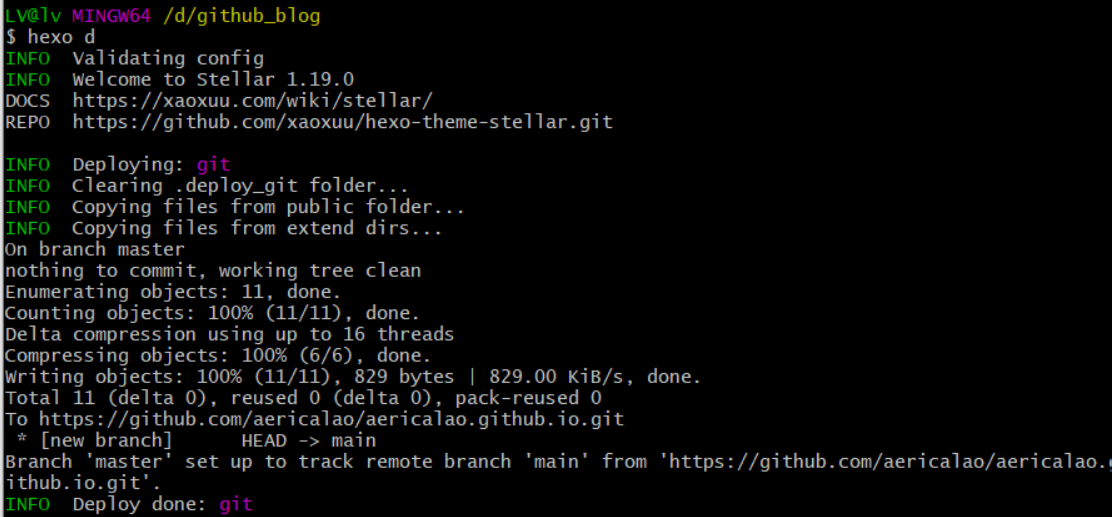 LV@lv MINGW64 /d/github_blog
$ hexo d
INFO  Validating config
INFO  Welcome to Stellar 1.19.0
DOCS  https://xaoxuu.com/wiki/stellar/
REPO  https://github.com/xaoxuu/hexo-theme-stellar.git
INFO  Deploying: git
INFO  Clearing .deploy_git folder...
INFO  Copying files from public folder...
INFO  Copying files from extend dirs...
On branch master
nothing to commit, working tree clean
Enumerating objects: 11, done.
Counting objects: 100% (11/11), done.
Delta compression using up to 16 threads
Compressing objects: 100% (6/6), done.
Writing objects: 100% (11/11), 829 bytes | 829.00 KiB/s, done.
Total 11 (delta 0), reused 0 (delta 0), pack-reused 0
To https://github.com/aericalao/aericalao.github.io.git
 * [new branch]      HEAD -> main
Branch 'master' set up to track remote branch 'main' from 'https://github.com/aericalao/aericalao.g
ithub.io.git'.
INFO  Deploy done: git